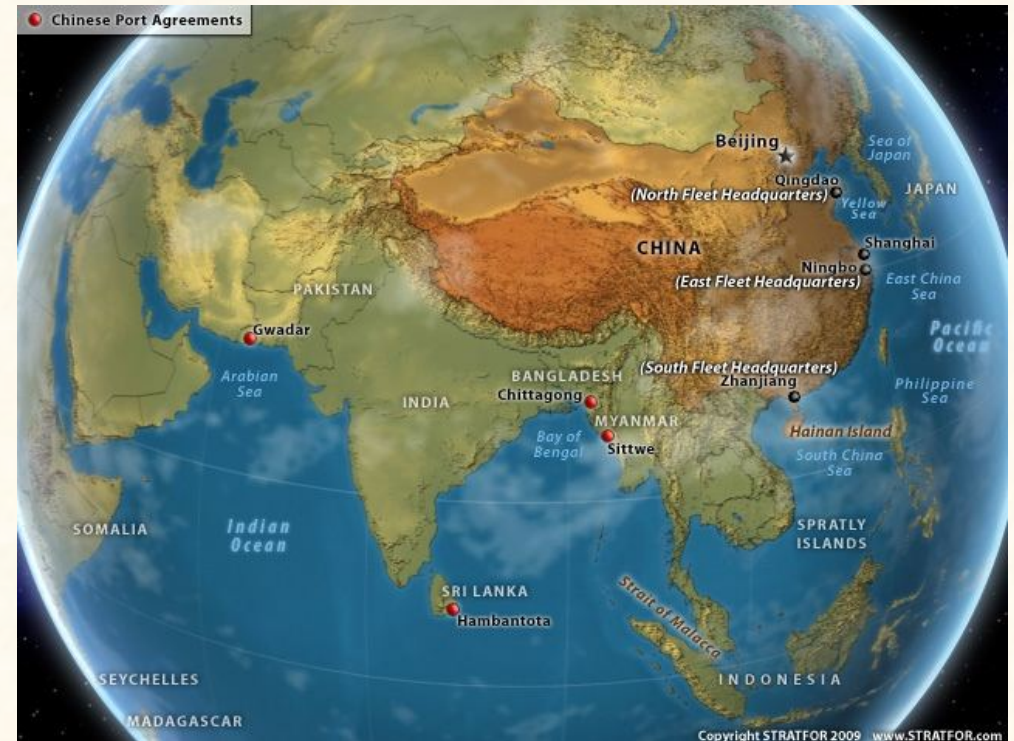 Chinese Port Agreements
Beijing
Sea of
Japan
Qingdao
(North Fleet Headquarters)
JAPAN
Yellow
Sea
CHINA
Shanghai
Ningbo
(East Fleet Headquarters)
East China
Sea
PAKISTAN
Gwadar
Pacific
Ocean
Arabian
Sea
(South Fleet Headquarters)
Zhanjiang
BANGLADESH
Chittagong
INDIA
Philippine
Sea
MYANMAR
Sittwe
Bay of
Bengal
Hainan Island
South China
Sea
SOMALIA
Indian
Ocean
SPRATLY
ISLANDS
SRI LANKA
Hambantota
Strait of Malacca
SEYCHELLES
INDONESIA
MADAGASCAR
Copyright STRATFOR 2009 www.STRATFOR.com